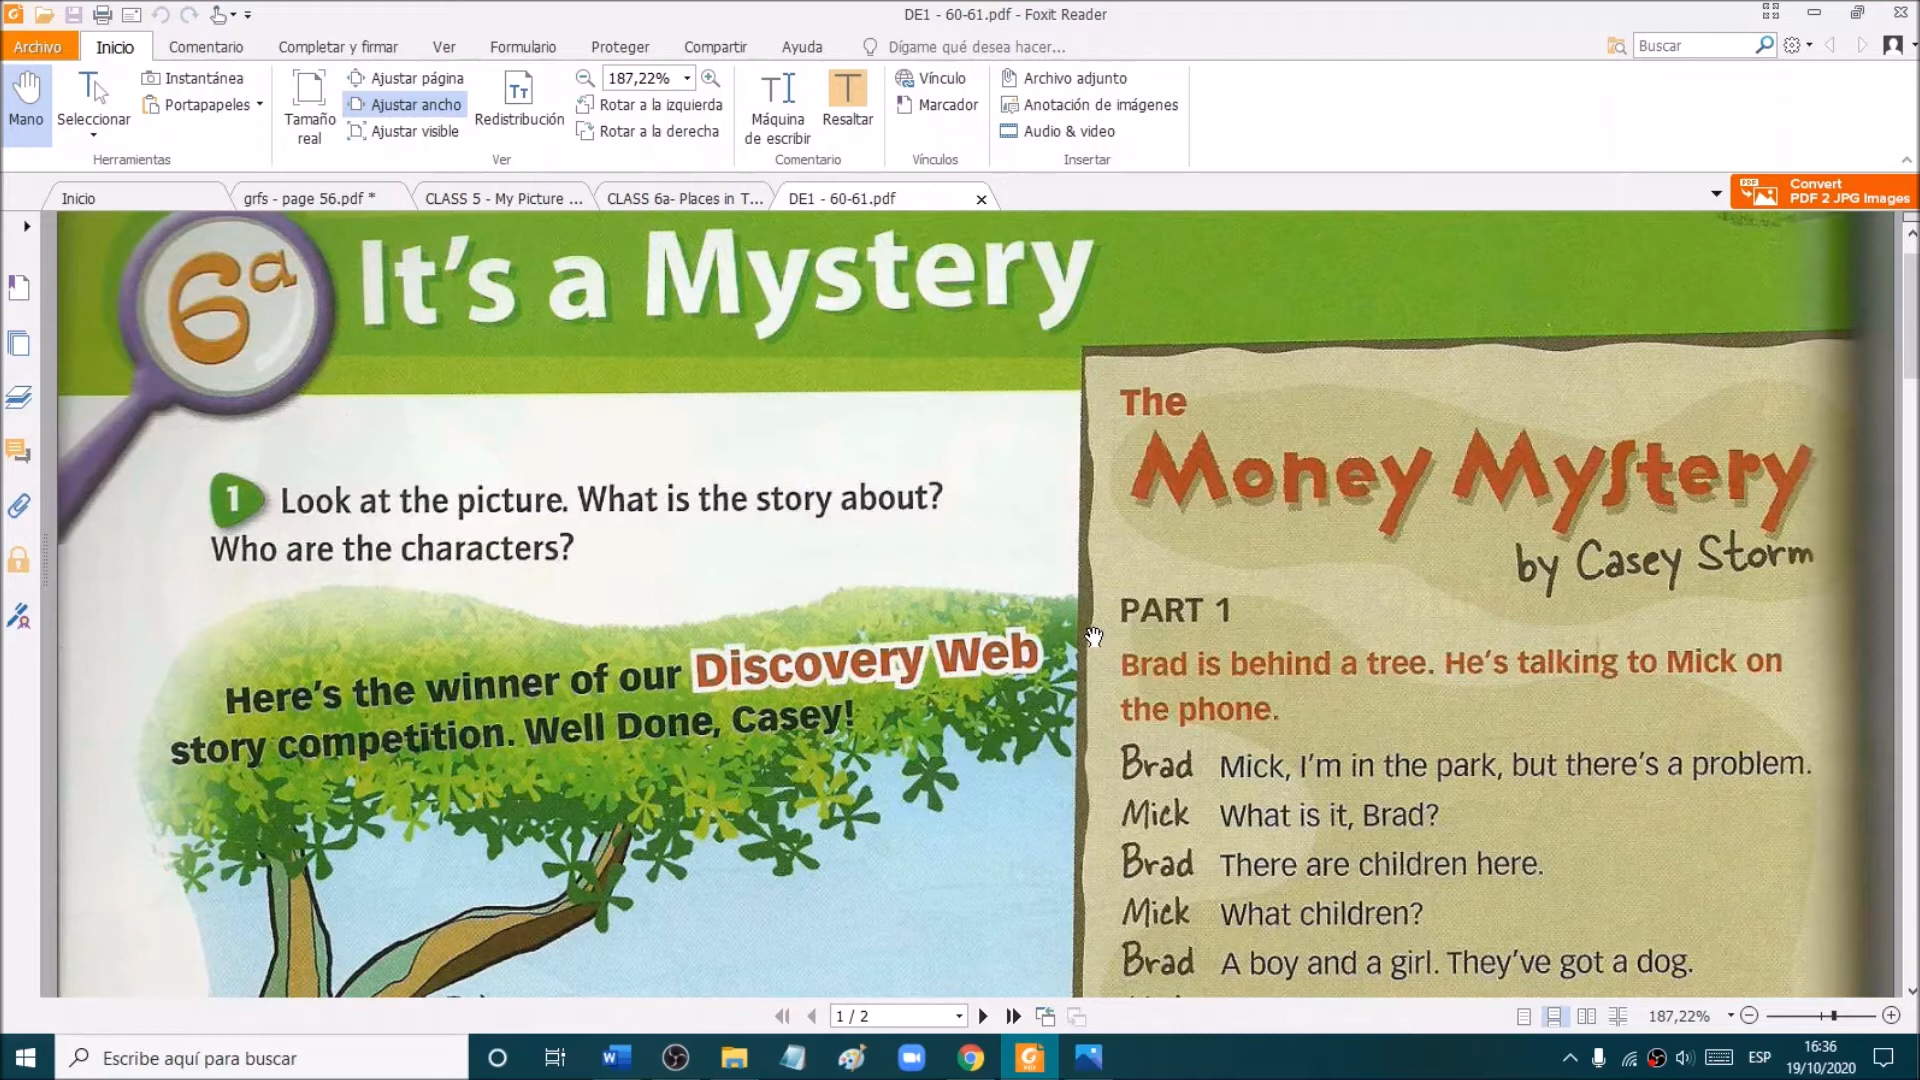 DE1 - 60-61.pdf - Foxit Reader
Archivo Inicio Comentario Completar y firmar Ver Formulario Proteger Compartir Ayuda Dígame qué desea hacer... Buscar
Mano
Seleccionar
Instantánea
Portapapeles
Herramientas
Tamaño real
Ajustar página
Ajustar ancho
Ajustar visible
Redistribución
187,22%
Rotar a la izquierda
Rotar a la derecha
Ver
Máquina de escribir
Resaltar
Comentario
Vínculo
Marcador
Vínculos
Archivo adjunto
Anotación de imágenes
Audio & video
Insertar
Inicio
grfs - page 56.pdf *
CLASS 5 - My Picture ...
CLASS 6a- Places in T...
DE1 - 60-61.pdf
Convert
PDF 2 JPG Images
6a It's a Mystery
1 Look at the picture. What is the story about?
Who are the characters?
Here's the winner of our Discovery Web
story competition. Well Done, Casey!
The
Money Mystery
by Casey Storm
PART 1
Brad is behind a tree. He's talking to Mick on
the phone.
Brad Mick, I'm in the park, but there's a problem.
Mick What is it, Brad?
Brad There are children here.
Mick What children?
Brad A boy and a girl. They've got a dog.
1 / 2
187,22%
Escribe aquí para buscar
ESP
16:36
19/10/2020